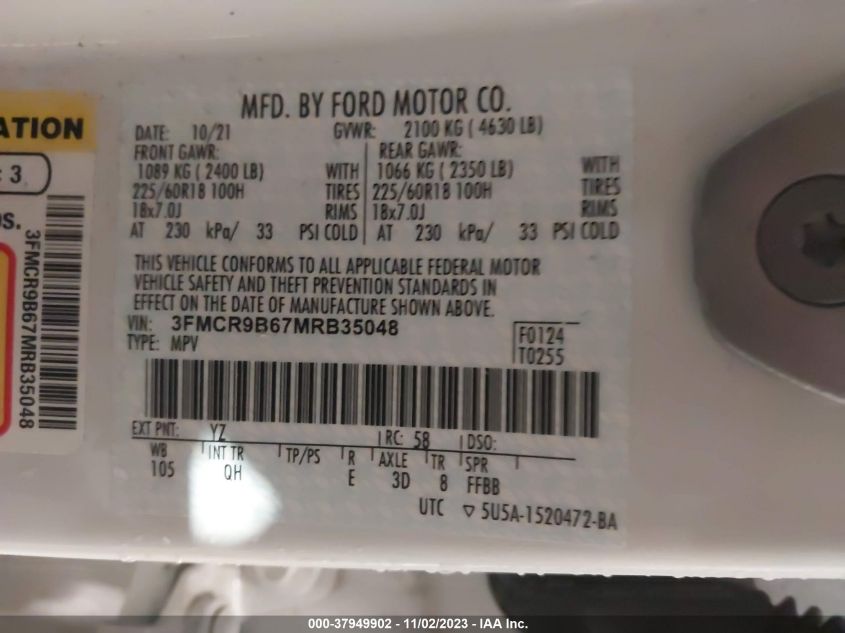 ATION
: 3
OS.
3FMCR9B67MRB35048
MFD. BY FORD MOTOR CO.
DATE: 10/21 GVWR: 2100 KG ( 4630 LB)
FRONT GAWR: REAR GAWR:
1089 KG ( 2400 LB) WITH 1066 KG ( 2350 LB) WITH
225/60R18 100H TIRES 225/60R18 100H TIRES
18x7.0J RIMS 18x7.0J RIMS
AT 230 kPa/ 33 PSI COLD AT 230 kPa/ 33 PSI COLD
THIS VEHICLE CONFORMS TO ALL APPLICABLE FEDERAL MOTOR
VEHICLE SAFETY AND THEFT PREVENTION STANDARDS IN
EFFECT ON THE DATE OF MANUFACTURE SHOWN ABOVE.
VIN: 3FMCR9B67MRB35048 F0124
TYPE: MPV T0255
EXT PNT: YZ RC: 58 DSO:
WB INT TR TP/PS R AXLE TR SPR
105 QH E 3D 8 FFBB
UTC ▽ 5U5A-1520472-BA
000-37949902 - 11/02/2023 - IAA Inc.